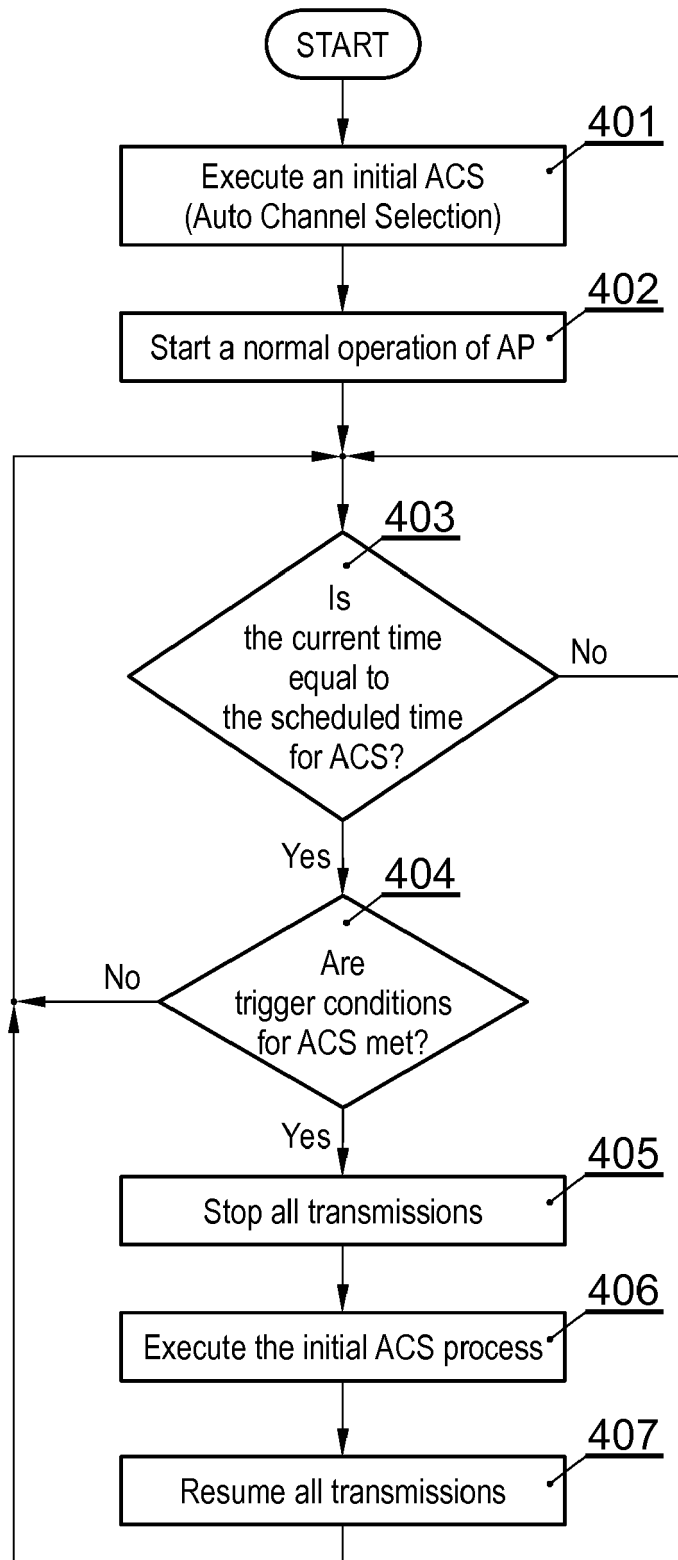 START
401
Execute an initial ACS
(Auto Channel Selection)
402
Start a normal operation of AP
403
Is
the current time
equal to
the scheduled time
for ACS?
No
Yes
404
Are
trigger conditions
for ACS met?
No
Yes
405
Stop all transmissions
406
Execute the initial ACS process
407
Resume all transmissions